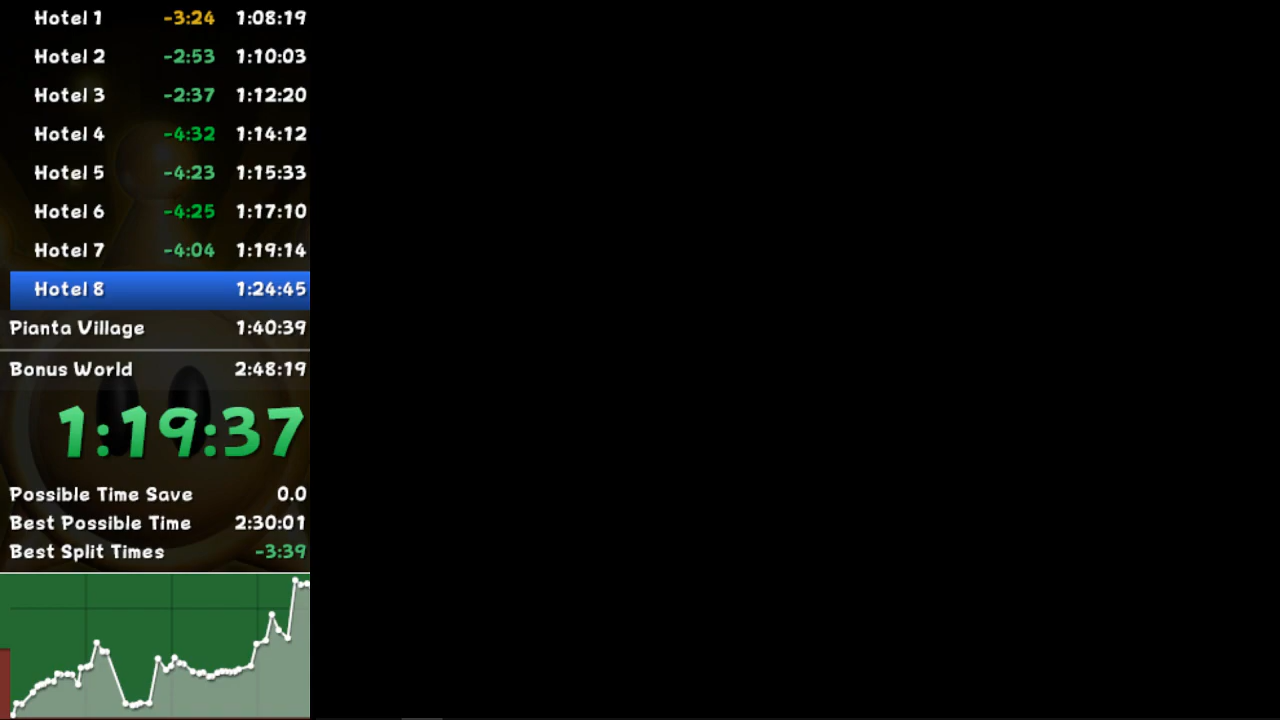 Hotel 1 -3:24 1:08:19
Hotel 2 -2:53 1:10:03
Hotel 3 -2:37 1:12:20
Hotel 4 -4:32 1:14:12
Hotel 5 -4:23 1:15:33
Hotel 6 -4:25 1:17:10
Hotel 7 -4:04 1:19:14
Hotel 8 1:24:45
Pianta Village 1:40:39
Bonus World 2:48:19
1:19:37
Possible Time Save 0.0
Best Possible Time 2:30:01
Best Split Times -3:39